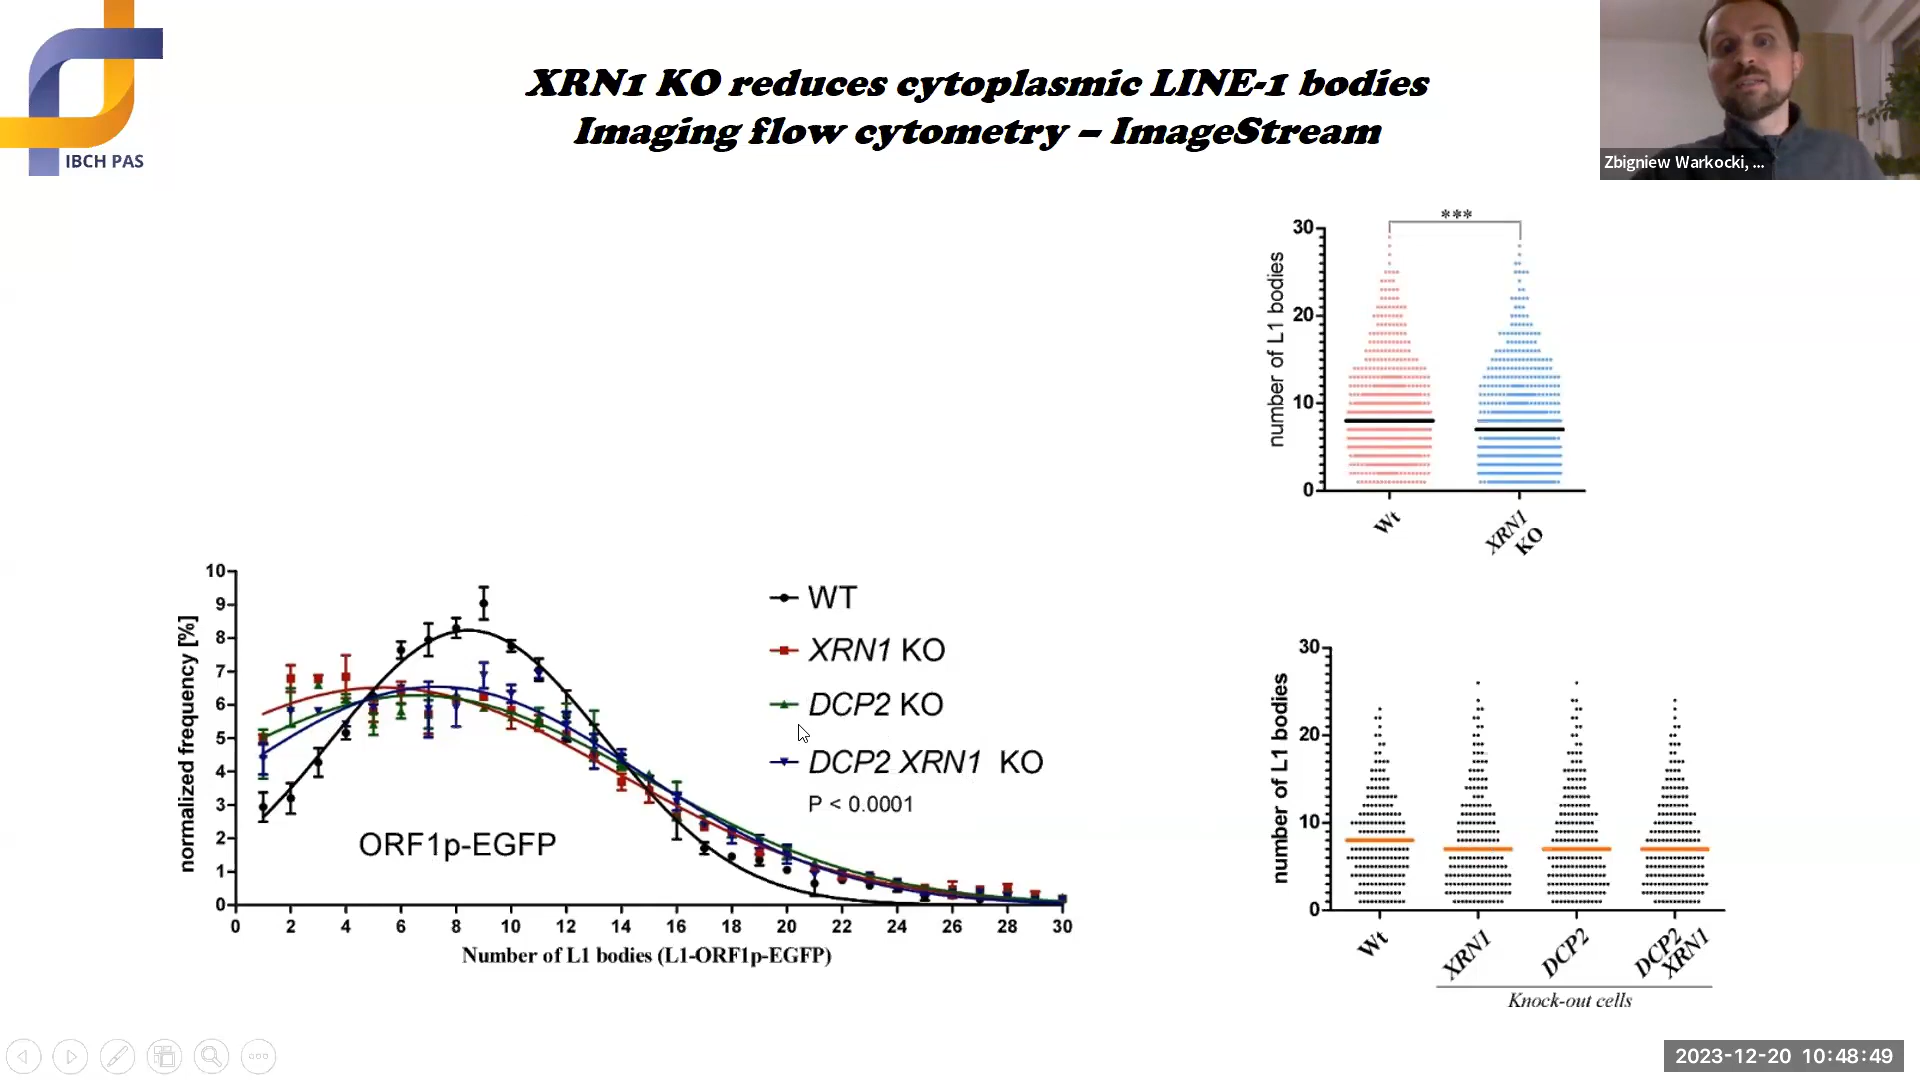 XRN1 KO reduces cytoplasmic LINE-1 bodies
Imaging flow cytometry – ImageStream
IBCH PAS
Zbigniew Warkocki, ...
***
30
20
10
0
number of L1 bodies
Wt
XRN1
KO
10
9
8
7
6
5
4
3
2
1
0
normalized frequency [%]
WT
XRN1 KO
DCP2 KO
DCP2 XRN1 KO
P < 0.0001
ORF1p-EGFP
0 2 4 6 8 10 12 14 16 18 20 22 24 26 28 30
Number of L1 bodies (L1-ORF1p-EGFP)
30
20
10
0
number of L1 bodies
Wt
XRN1
DCP2
DCP2
XRN1
Knock-out cells
2023-12-20 10:48:49